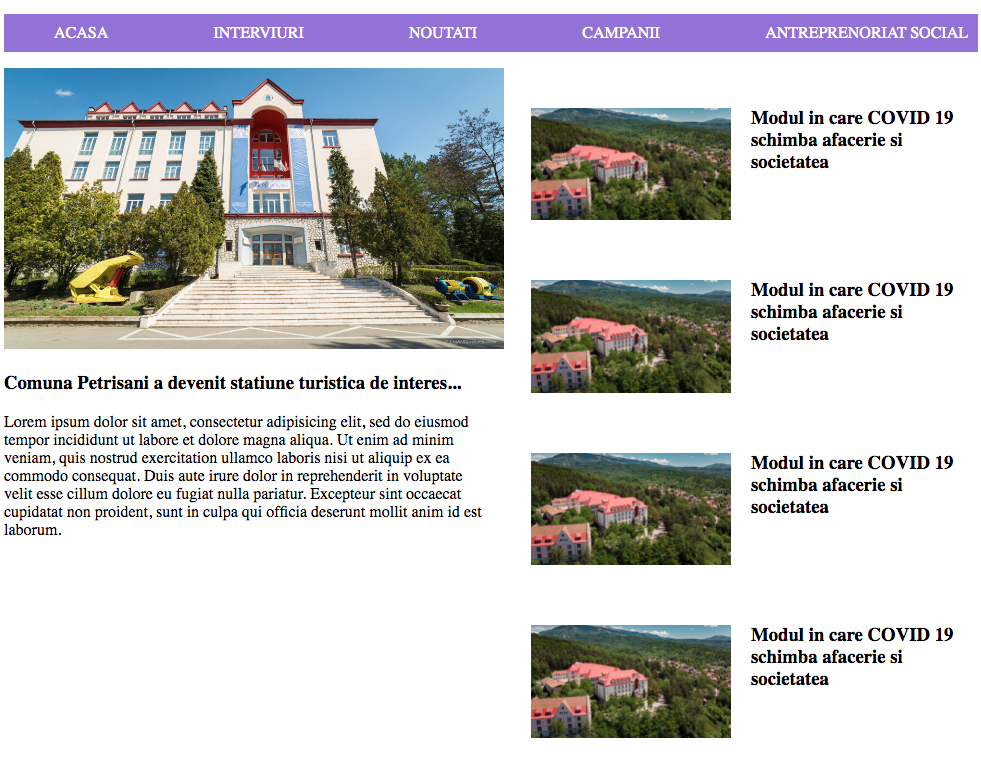 ACASA
INTERVIURI
NOUTATI
CAMPANII
ANTREPRENORIAT SOCIAL
Comuna Petrisani a devenit statiune turistica de interes...
Lorem ipsum dolor sit amet, consectetur adipisicing elit, sed do eiusmod
tempor incididunt ut labore et dolore magna aliqua. Ut enim ad minim
veniam, quis nostrud exercitation ullamco laboris nisi ut aliquip ex ea
commodo consequat. Duis aute irure dolor in reprehenderit in voluptate
velit esse cillum dolore eu fugiat nulla pariatur. Excepteur sint occaecat
cupidatat non proident, sunt in culpa qui officia deserunt mollit anim id est
laborum.
Modul in care COVID 19
schimba afacerie si
societatea
Modul in care COVID 19
schimba afacerie si
societatea
Modul in care COVID 19
schimba afacerie si
societatea
Modul in care COVID 19
schimba afacerie si
societatea